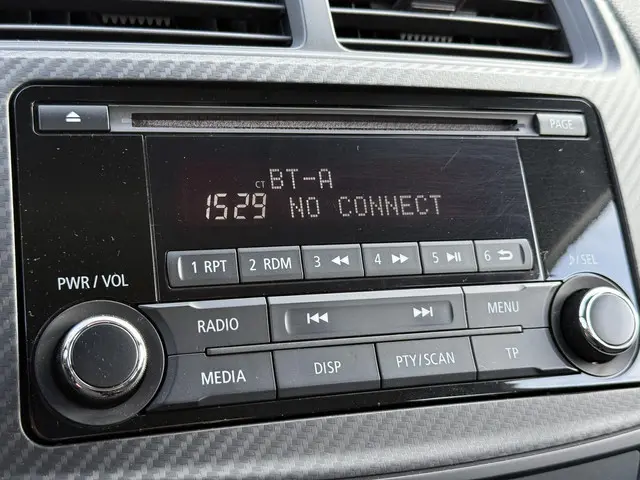 PAGE
CT BT-A
1529 NO CONNECT
1 RPT 2 RDM 3 4 5 6
PWR / VOL
♪/SEL
RADIO MENU
MEDIA DISP PTY/SCAN TP